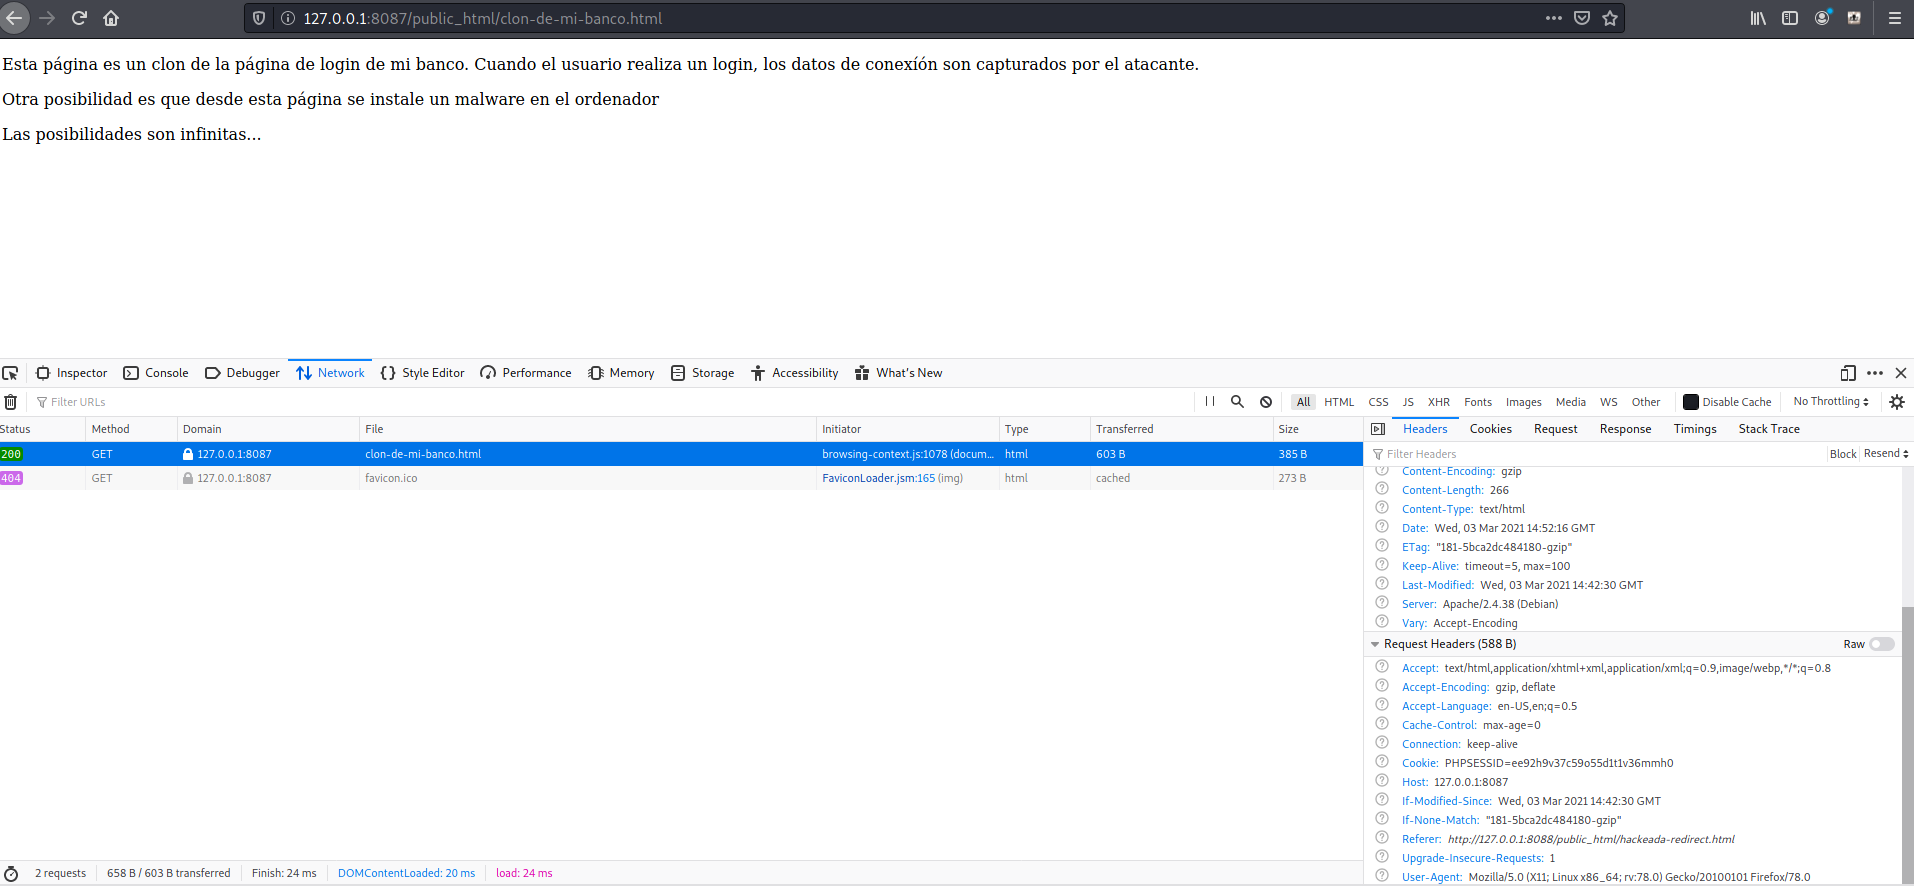 127.0.0.1:8087/public_html/clon-de-mi-banco.html
Esta página es un clon de la página de login de mi banco. Cuando el usuario realiza un login, los datos de conexíón son capturados por el atacante.
Otra posibilidad es que desde esta página se instale un malware en el ordenador
Las posibilidades son infinitas...
Inspector Console Debugger Network Style Editor Performance Memory Storage Accessibility What's New
Filter URLs All HTML CSS JS XHR Fonts Images Media WS Other Disable Cache No Throttling
Status Method Domain File Initiator Type Transferred Size
200 GET 127.0.0.1:8087 clon-de-mi-banco.html browsing-context.js:1078 (docum... html 603 B 385 B
404 GET 127.0.0.1:8087 favicon.ico FaviconLoader.jsm:165 (img) html cached 273 B
Headers Cookies Request Response Timings Stack Trace
Filter Headers Block Resend
Content-Encoding: gzip
Content-Length: 266
Content-Type: text/html
Date: Wed, 03 Mar 2021 14:52:16 GMT
ETag: "181-5bca2dc484180-gzip"
Keep-Alive: timeout=5, max=100
Last-Modified: Wed, 03 Mar 2021 14:42:30 GMT
Server: Apache/2.4.38 (Debian)
Vary: Accept-Encoding
Request Headers (588 B) Raw
Accept: text/html,application/xhtml+xml,application/xml;q=0.9,image/webp,*/*;q=0.8
Accept-Encoding: gzip, deflate
Accept-Language: en-US,en;q=0.5
Cache-Control: max-age=0
Connection: keep-alive
Cookie: PHPSESSID=ee92h9v37c59o55d1t1v36mmh0
Host: 127.0.0.1:8087
If-Modified-Since: Wed, 03 Mar 2021 14:42:30 GMT
If-None-Match: "181-5bca2dc484180-gzip"
Referer: http://127.0.0.1:8088/public_html/hackeada-redirect.html
Upgrade-Insecure-Requests: 1
User-Agent: Mozilla/5.0 (X11; Linux x86_64; rv:78.0) Gecko/20100101 Firefox/78.0
2 requests 658 B / 603 B transferred Finish: 24 ms DOMContentLoaded: 20 ms load: 24 ms